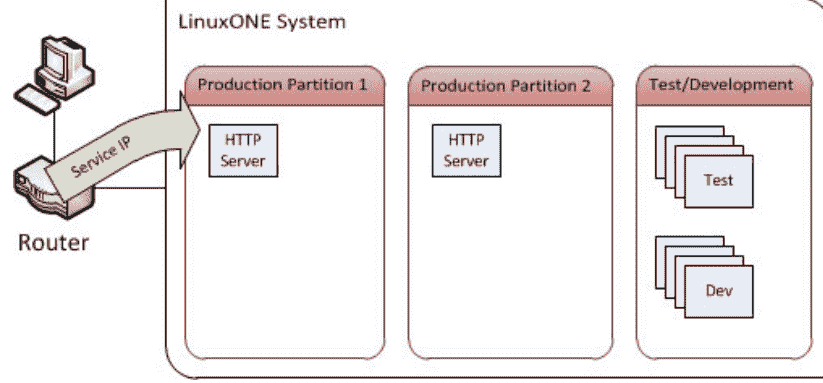 LinuxONE System
Production Partition 1
Production Partition 2
Test/Development
Service IP
HTTP
Server
HTTP
Server
Test
Dev
Router